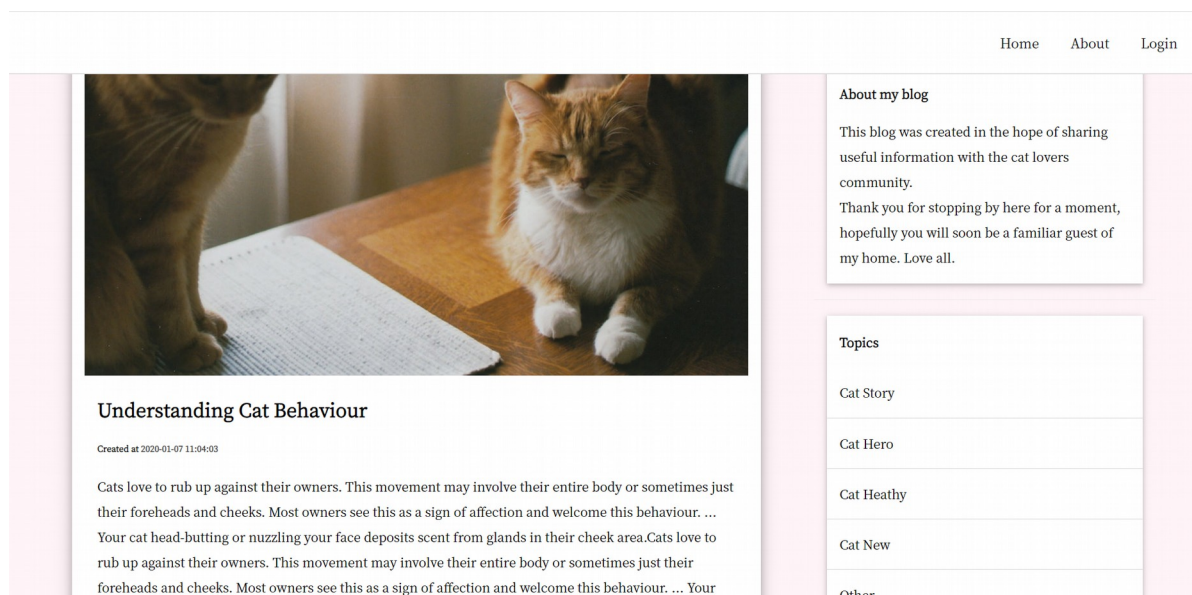 Home About Login
Understanding Cat Behaviour
Created at 2020-01-07 11:04:03
Cats love to rub up against their owners. This movement may involve their entire body or sometimes just
their foreheads and cheeks. Most owners see this as a sign of affection and welcome this behaviour. ...
Your cat head-butting or nuzzling your face deposits scent from glands in their cheek area.Cats love to
rub up against their owners. This movement may involve their entire body or sometimes just their
foreheads and cheeks. Most owners see this as a sign of affection and welcome this behaviour. ... Your
About my blog
This blog was created in the hope of sharing
useful information with the cat lovers
community.
Thank you for stopping by here for a moment,
hopefully you will soon be a familiar guest of
my home. Love all.
Topics
Cat Story
Cat Hero
Cat Heathy
Cat New
Other